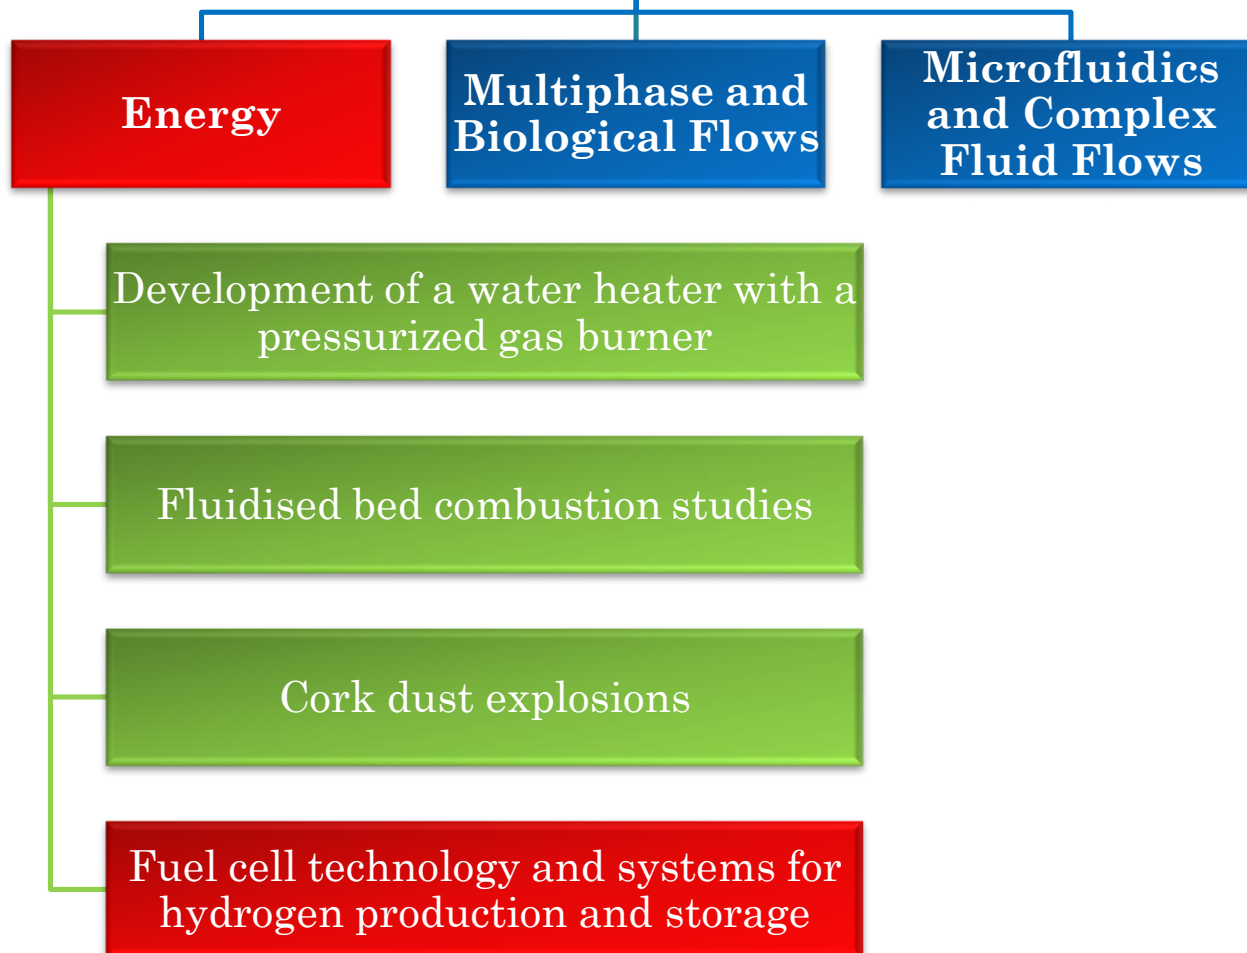 Energy
Multiphase and
Biological Flows
Microfluidics
and Complex
Fluid Flows
Development of a water heater with a
pressurized gas burner
Fluidised bed combustion studies
Cork dust explosions
Fuel cell technology and systems for
hydrogen production and storage